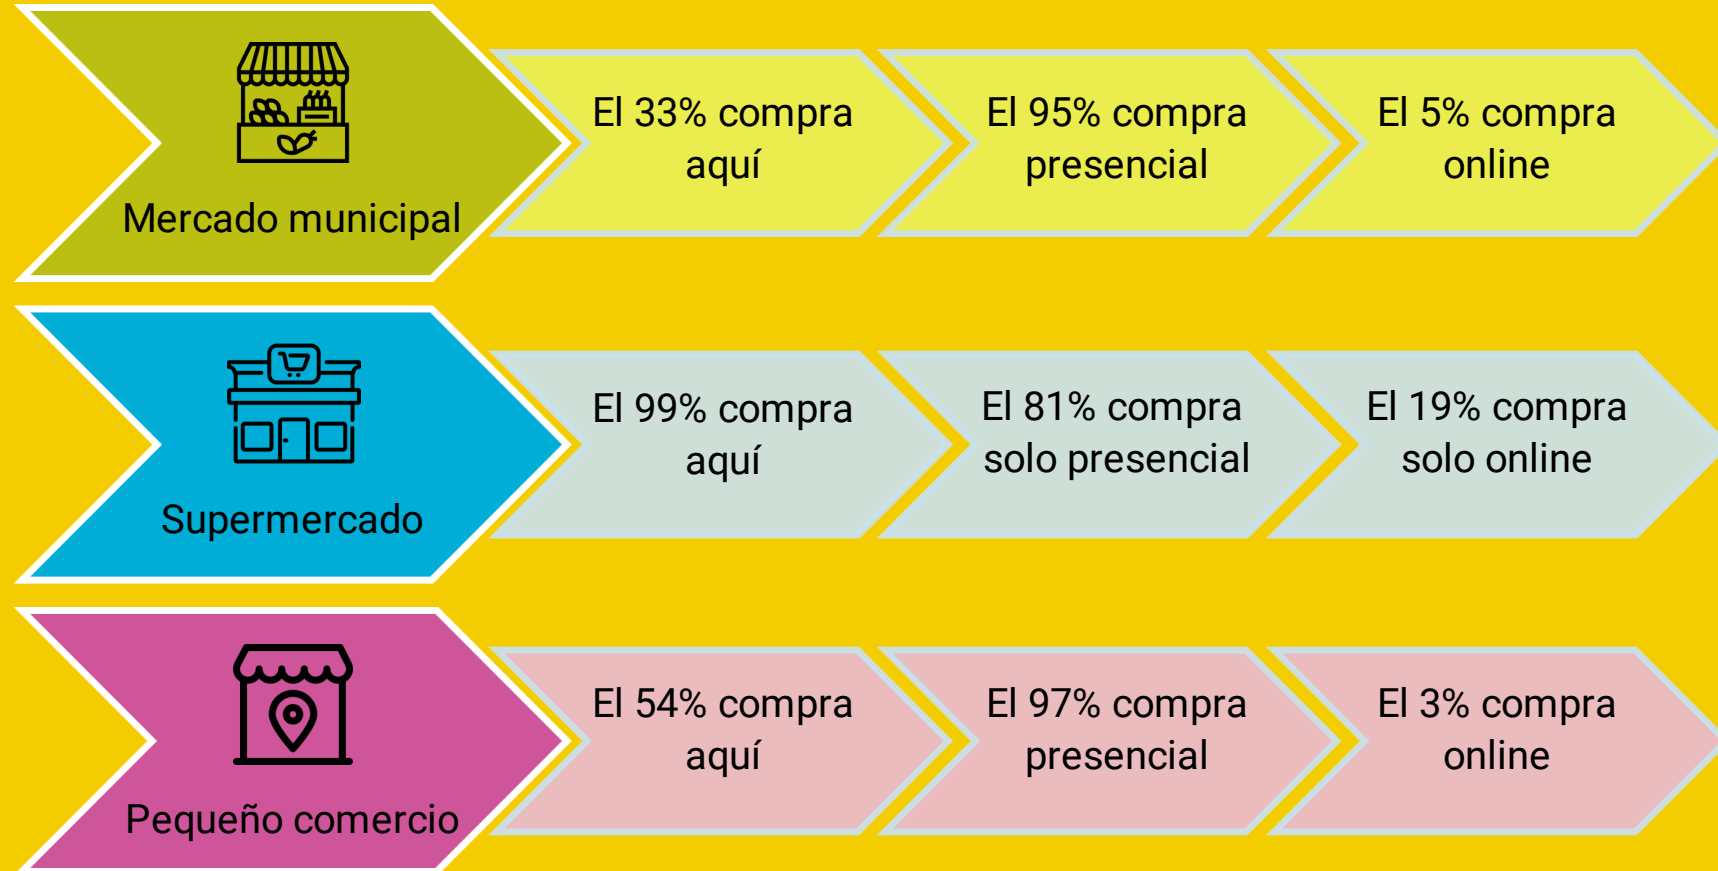 El 33% compra
aquí
El 95% compra
presencial
El 5% compra
online
Mercado municipal
El 99% compra
aquí
El 81% compra
solo presencial
El 19% compra
solo online
Supermercado
El 54% compra
aquí
El 97% compra
presencial
El 3% compra
online
Pequeño comercio